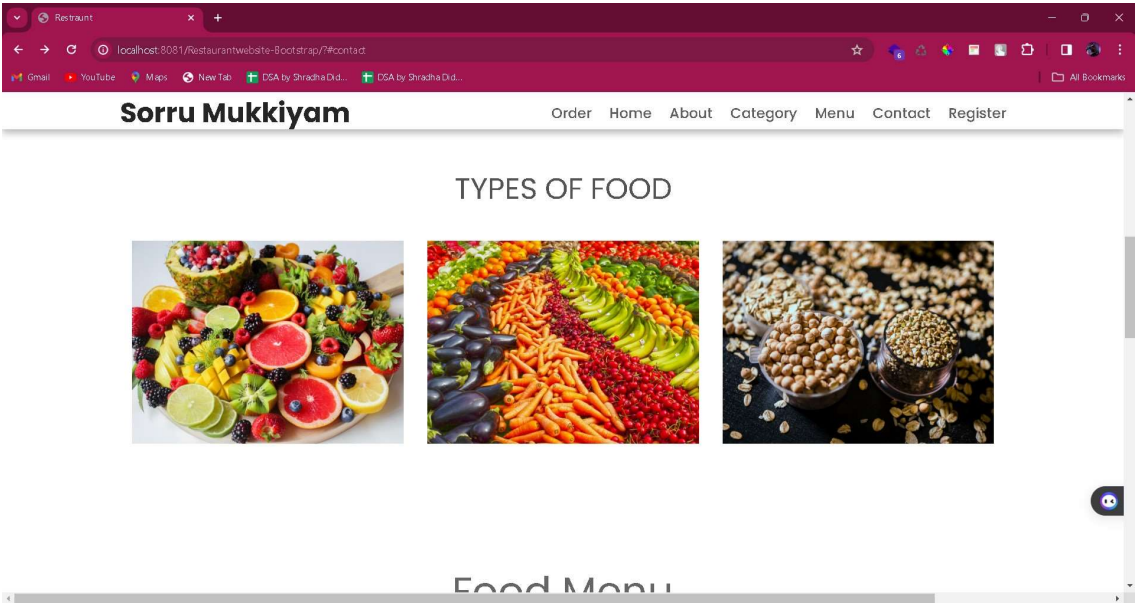 Restraunt
localhost:8081/Restaurantwebsite-Bootstrap/?#contact
6
Gmail YouTube Maps New Tab DSA by Shradha Did... DSA by Shradha Did... All Bookmarks
Sorru Mukkiyam Order Home About Category Menu Contact Register
TYPES OF FOOD
Food Menu